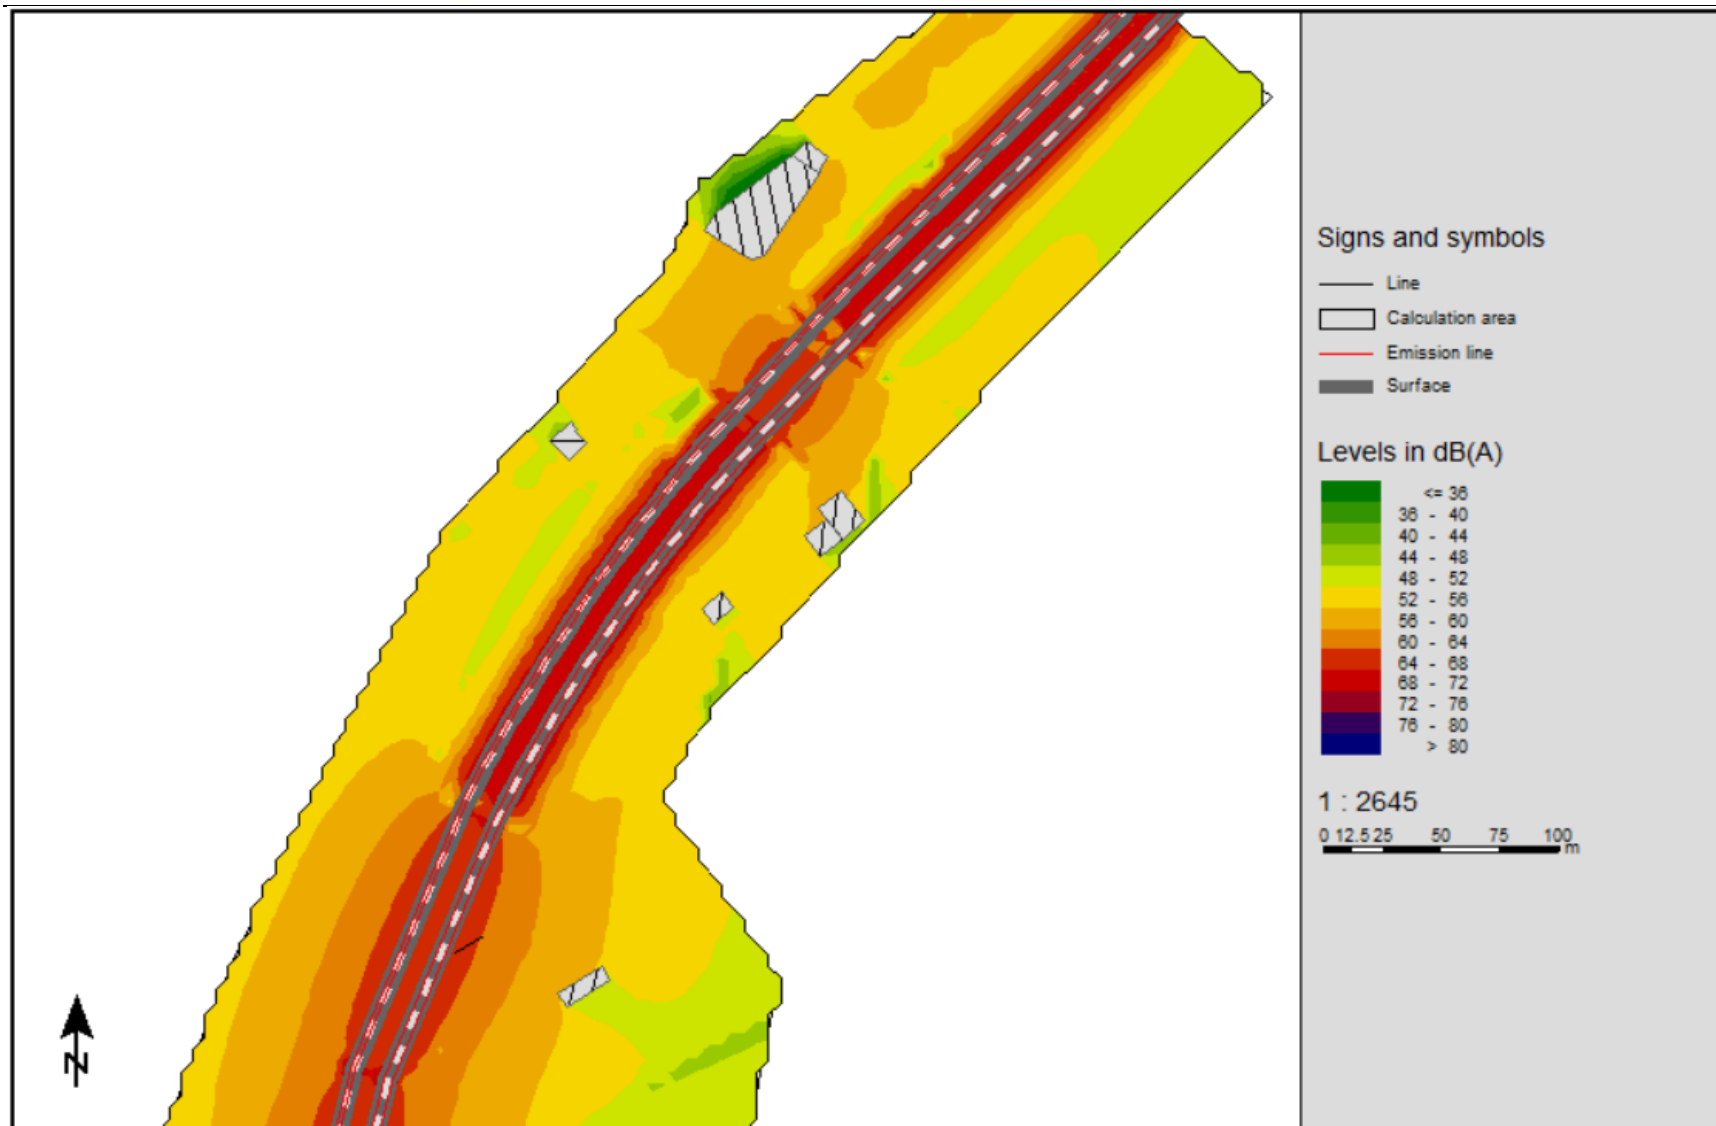 N
Signs and symbols
Line
Calculation area
Emission line
Surface
Levels in dB(A)
<= 36
36 - 40
40 - 44
44 - 48
48 - 52
52 - 56
56 - 60
60 - 64
64 - 68
68 - 72
72 - 76
76 - 80
> 80
1 : 2645
0 12.5 25 50 75 100
m